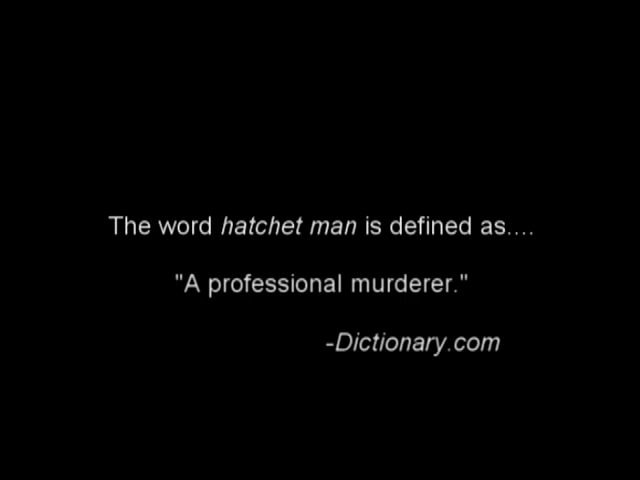 The word hatchet man is defined as....
"A professional murderer."
-Dictionary.com